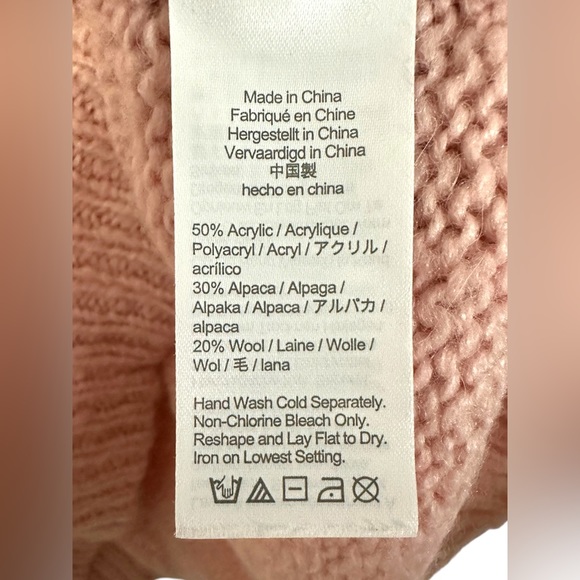 Made in China
Fabriqué en Chine
Hergestellt in China
Vervaardigd in China
中国製
hecho en china
50% Acrylic / Acrylique /
Polyacryl / Acryl / アクリル /
acrílico
30% Alpaca / Alpaga /
Alpaka / Alpaca / アルパカ /
alpaca
20% Wool / Laine / Wolle /
Wol / 毛 / lana
Hand Wash Cold Separately.
Non-Chlorine Bleach Only.
Reshape and Lay Flat to Dry.
Iron on Lowest Setting.